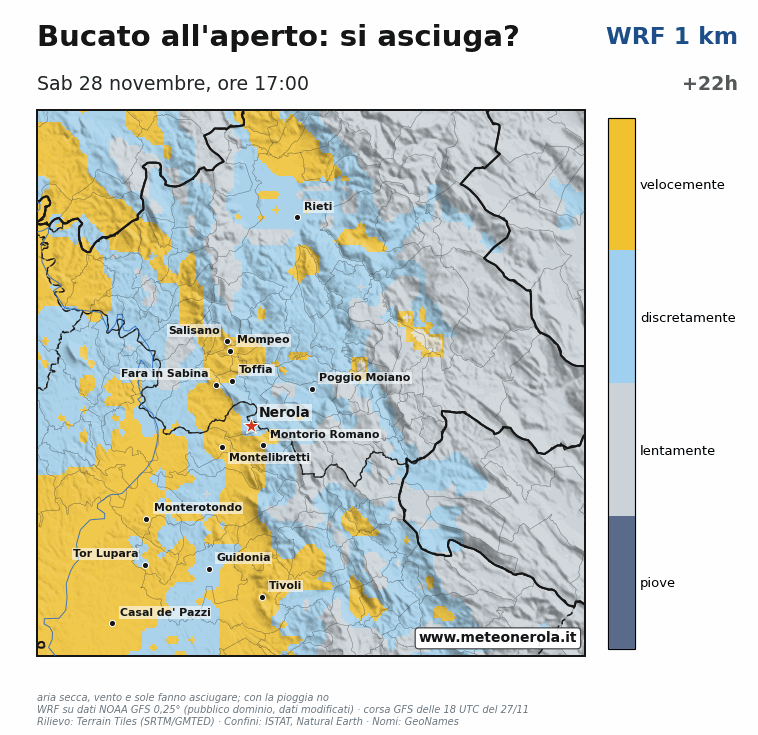 Bucato all'aperto: si asciuga?
WRF 1 km
Sab 28 novembre, ore 17:00
+22h
velocemente
Rieti
discretamente
Salisano
Mompeo
Toffia
Fara in Sabina
Poggio Moiano
Nerola
Montorio Romano
Montelibretti
lentamente
Monterotondo
Tor Lupara
Guidonia
Tivoli
piove
Casal de' Pazzi
www.meteonerola.it
aria secca, vento e sole fanno asciugare; con la pioggia no
WRF su dati NOAA GFS 0,25° (pubblico dominio, dati modificati) · corsa GFS delle 18 UTC del 27/11
Rilievo: Terrain Tiles (SRTM/GMTED) · Confini: ISTAT, Natural Earth · Nomi: GeoNames